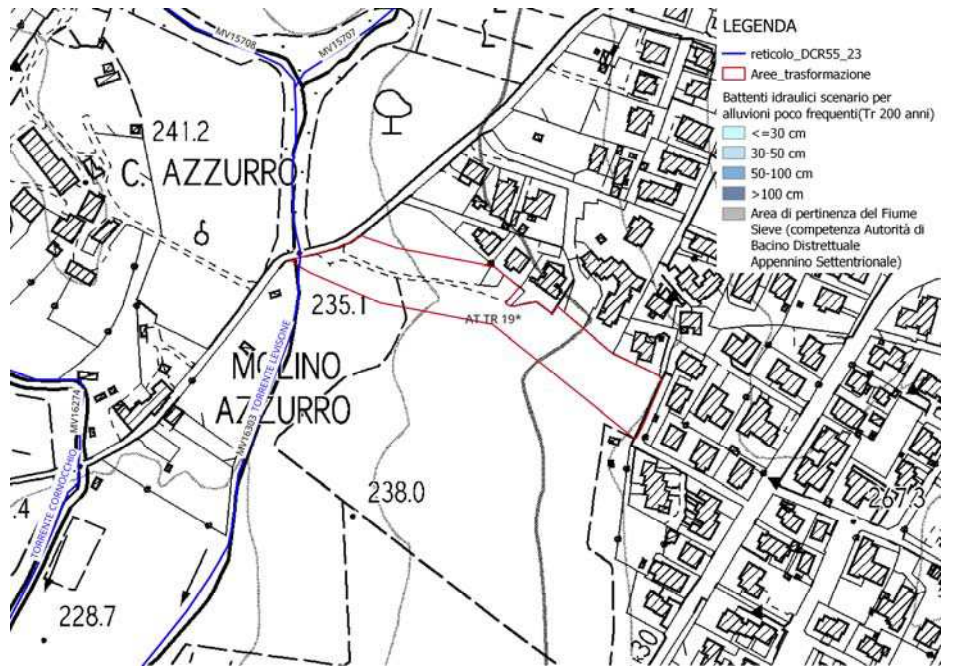 LEGENDA
reticolo_DCR55_23
Aree_trasformazione
Battenti idraulici scenario per
alluvioni poco frequenti(Tr 200 anni)
<=30 cm
30-50 cm
50-100 cm
>100 cm
Area di pertinenza del Fiume
Sieve (competenza Autorità di
Bacino Distrettuale
Appennino Settentrionale)
MV15708
MV15707
241.2
C. AZZURRO
235.1
AT TR 19*
MOLINO
AZZURRO
TORRENTE LEVISONE
MV16303
MV16274
TORRENTE CORNOCCHIO
238.0
267.3
.4
228.7
R30